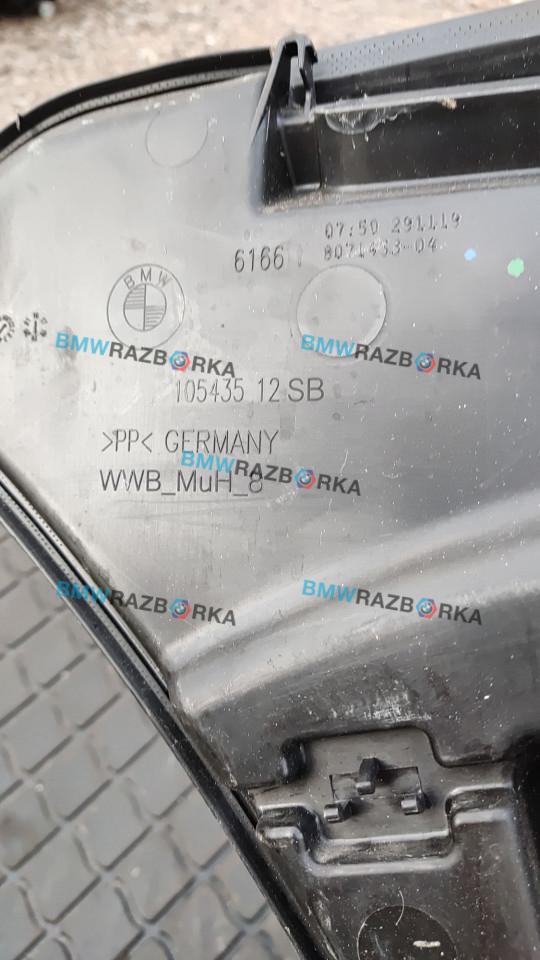 07:50 291119
6166
BMW
BMWRAZBORKA
BMWRAZBORKA
105435 12 SB
>PP< GERMANY
BMWRAZBORKA
WWB_MuH_8
BMWRAZBORKA
BMWRAZBORKA